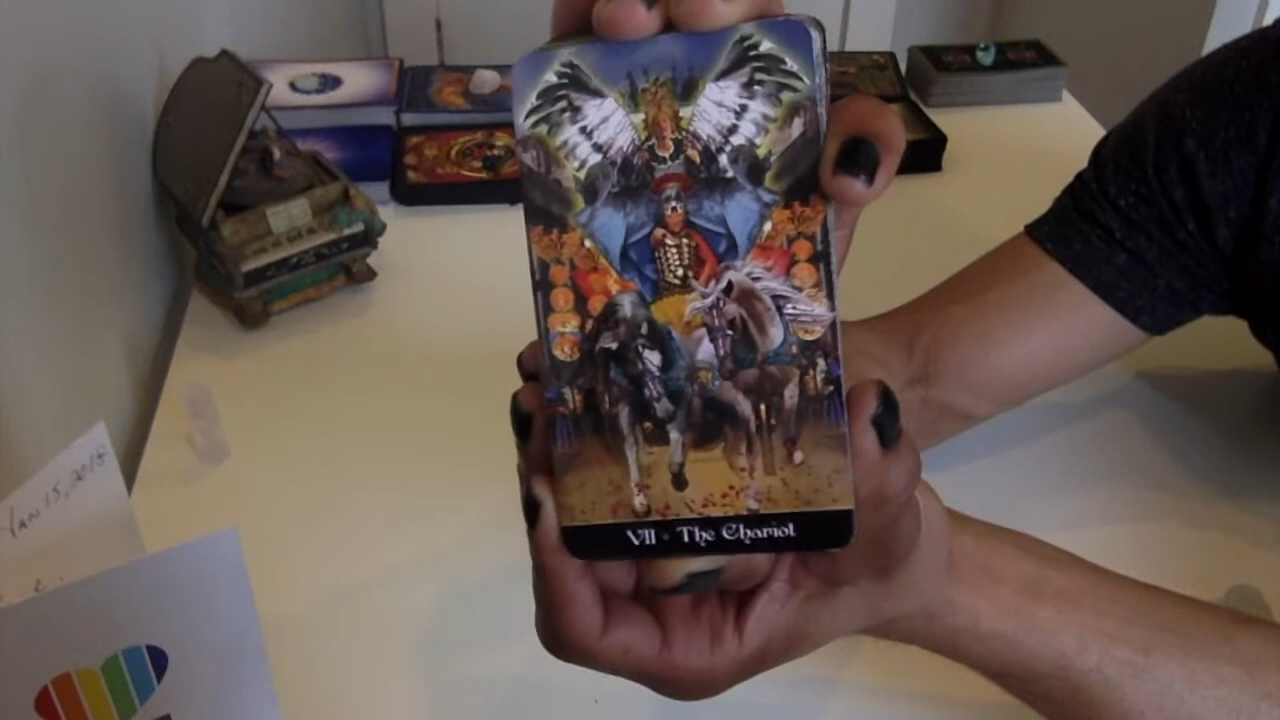 JAN 15, 2018
VII • The Chariot